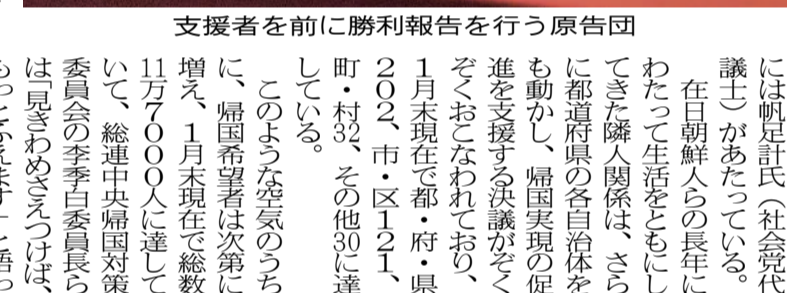 支援者を前に勝利報告を行う原告団
には帆足計氏（社会党代
議士）があたっている。
在日朝鮮人らの長年に
わたって生活をともにし
てきた隣人関係は、さら
に都道府県の各自治体を
も動かし、帰国実現の促
進を支援する決議がぞく
ぞくおこなわれており、
１月末現在で都・府・県
２０２、市・区１２１、
町・村32、その他30に達
している。
このような空気のうち
に、帰国希望者は次第に
増え、１月末現在で総数
11万７０００人に達して
いて、総連中央帰国対策
委員会の李季白委員長ら
は「見きわめさえつけば、
もっとふえます」と語っ